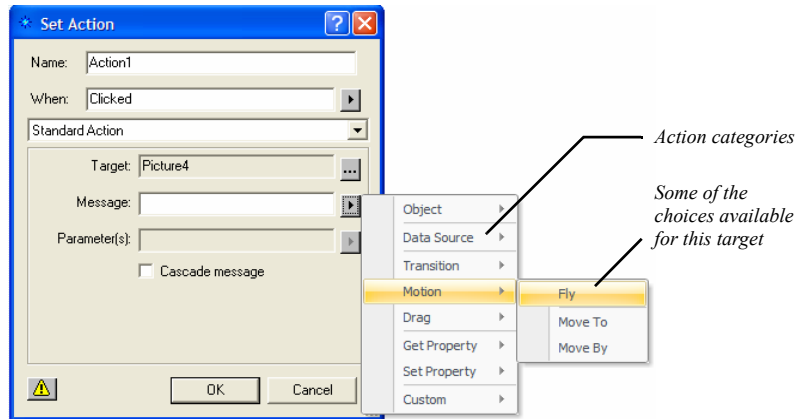 Set Action
Name: Action1
When: Clicked
Standard Action
Action categories
Target: Picture4
...
Message:
Some of the
choices available
for this target
Parameter(s):
Cascade message
Object
Data Source
Transition
Motion
Fly
Drag
Move To
Get Property
Move By
Set Property
Custom
OK
Cancel